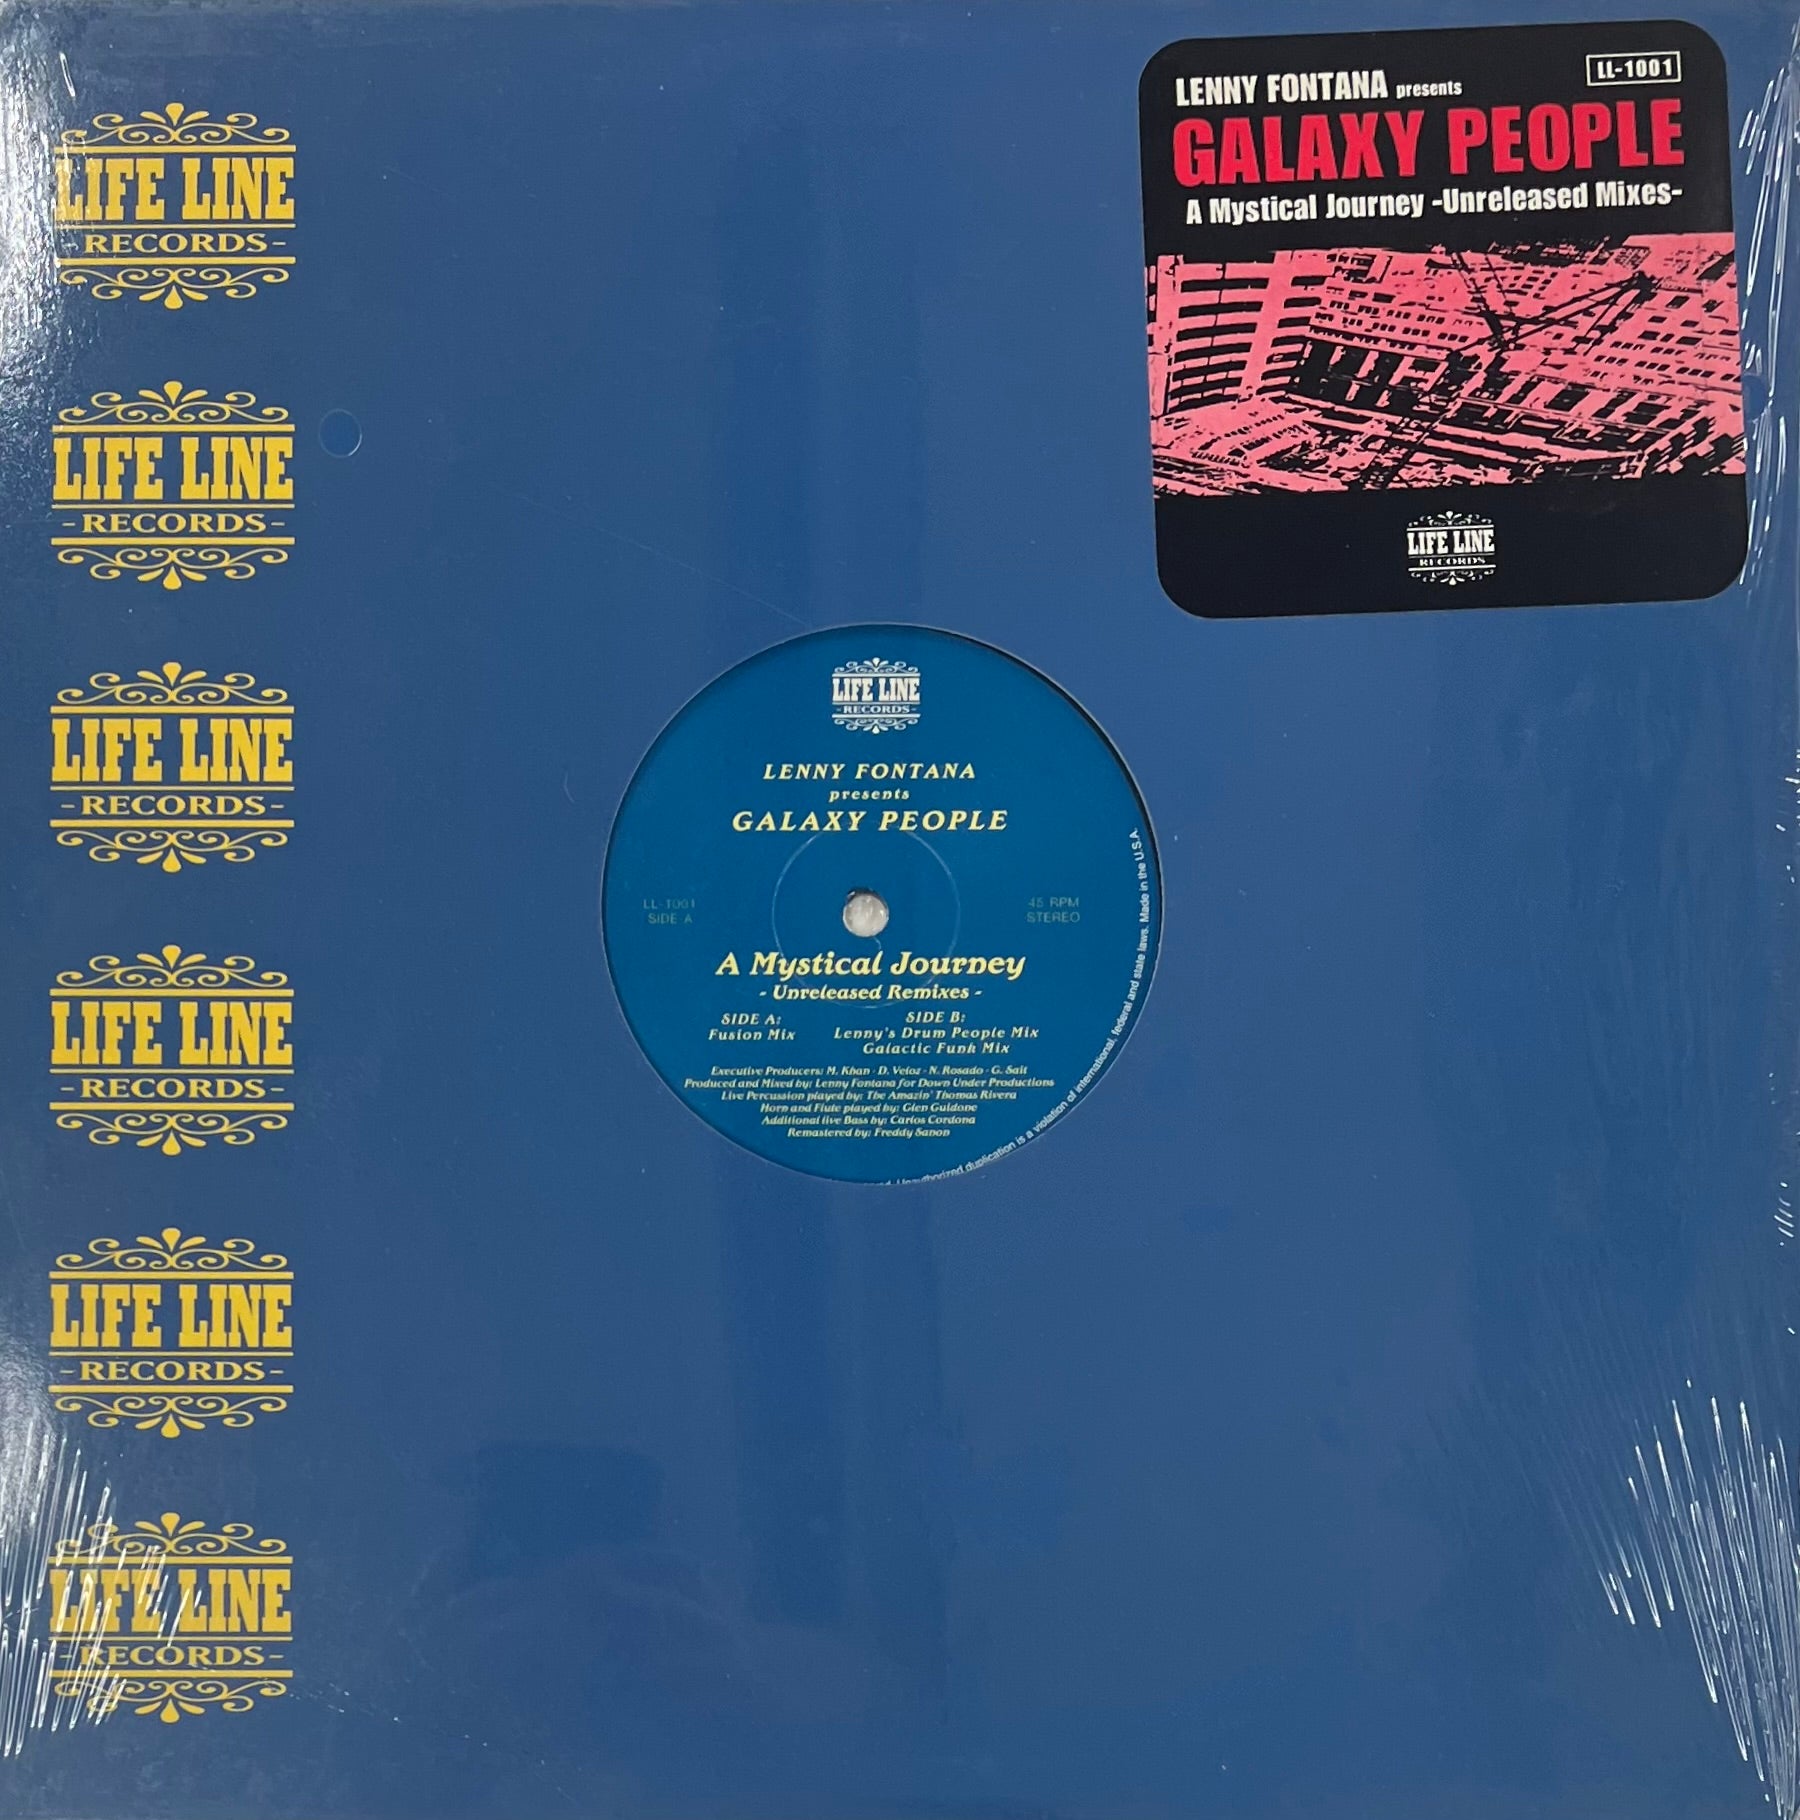 LIFE LINE
-RECORDS-
LIFE LINE
-RECORDS-
LIFE LINE
-RECORDS-
LIFE LINE
-RECORDS-
LIFE LINE
-RECORDS-
LIFE LINE
-RECORDS-
LL-1001
LENNY FONTANA presents
GALAXY PEOPLE
A Mystical Journey -Unreleased Mixes-
LIFE LINE
RECORDS
LIFE LINE
-RECORDS-
LENNY FONTANA
presents
GALAXY PEOPLE
LL-1001
SIDE A
45 RPM
STEREO
A Mystical Journey
- Unreleased Remixes -
SIDE A:
Fusion Mix
SIDE B:
Lenny's Drum People Mix
Galactic Funk Mix
Executive Producers: M. Khan · D. Veloz · N. Rosado · G. Salt
Produced and Mixed by: Lenny Fontana for Down Under Productions
Live Percussion played by: The Amazin' Thomas Rivera
Horn and Flute played by: Glen Guldone
Additional live Bass by: Carlos Cordona
Remastered by: Freddy Sanon
Unauthorized duplication is a violation of international, federal and state laws. Made in the U.S.A.